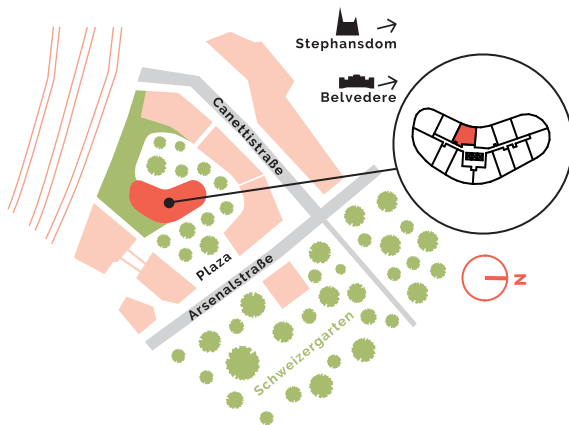 Stephansdom
Belvedere
Canettistraße
Plaza
Arsenalstraße
Schweizergarten
N